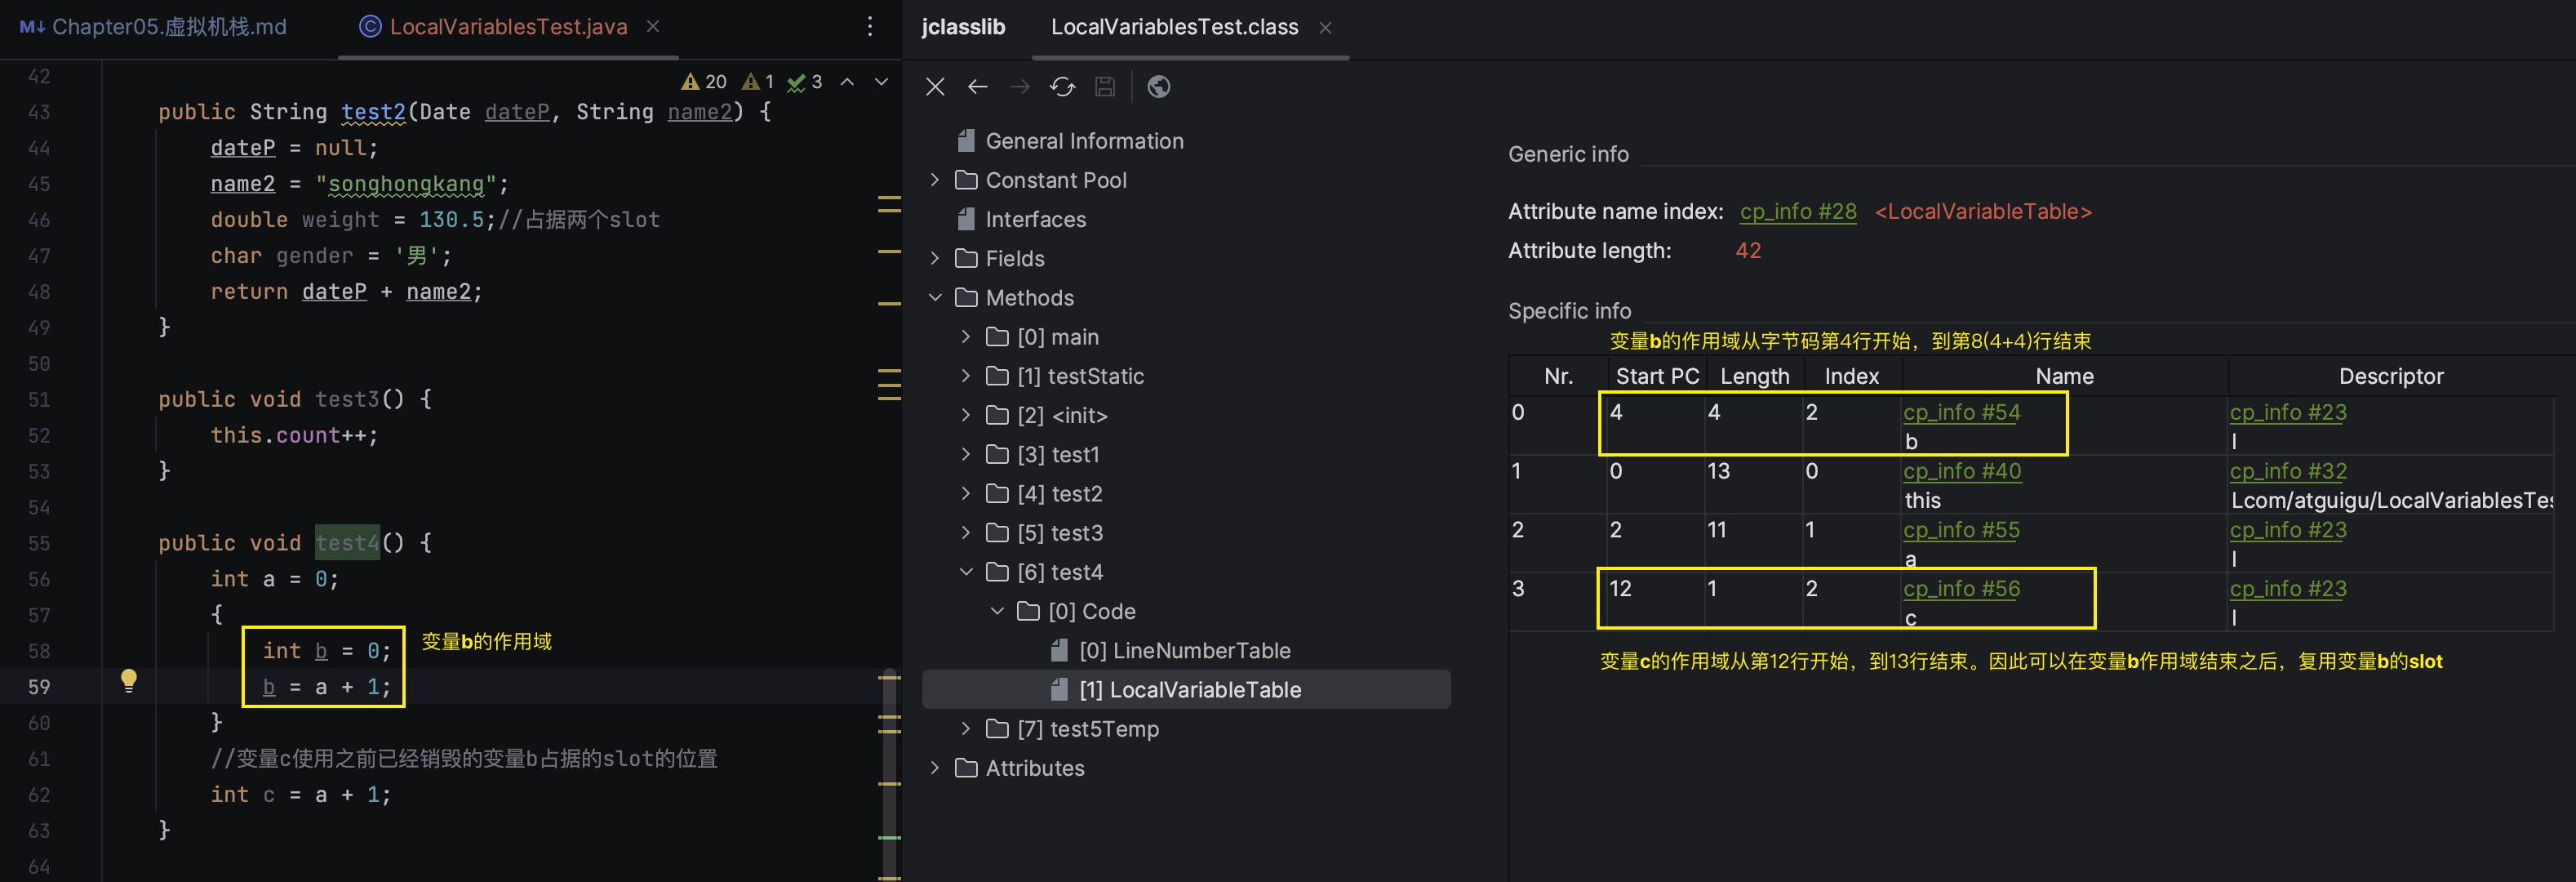 Chapter05.虚拟机栈.md
LocalVariablesTest.java
20 1 3
42
43 public String test2(Date dateP, String name2) {
44 dateP = null;
45 name2 = "songhongkang";
46 double weight = 130.5;//占据两个slot
47 char gender = '男';
48 return dateP + name2;
49 }
50
51 public void test3() {
52 this.count++;
53 }
54
55 public void test4() {
56 int a = 0;
57 {
58 int b = 0;
变量b的作用域
59 b = a + 1;
60 }
61 //变量c使用之前已经销毁的变量b占据的slot的位置
62 int c = a + 1;
63 }
64
jclasslib
LocalVariablesTest.class
General Information
Constant Pool
Interfaces
Fields
Methods
[0] main
[1] testStatic
[2] <init>
[3] test1
[4] test2
[5] test3
[6] test4
[0] Code
[0] LineNumberTable
[1] LocalVariableTable
[7] test5Temp
Attributes
Generic info
Attribute name index: cp_info #28 <LocalVariableTable>
Attribute length: 42
Specific info
变量b的作用域从字节码第4行开始，到第8(4+4)行结束
Nr. Start PC Length Index Name Descriptor
0 4 4 2 cp_info #54 cp_info #23
b I
1 0 13 0 cp_info #40 cp_info #32
this Lcom/atguigu/LocalVariablesTes
2 2 11 1 cp_info #55 cp_info #23
a I
3 12 1 2 cp_info #56 cp_info #23
c I
变量c的作用域从第12行开始，到13行结束。因此可以在变量b作用域结束之后，复用变量b的slot